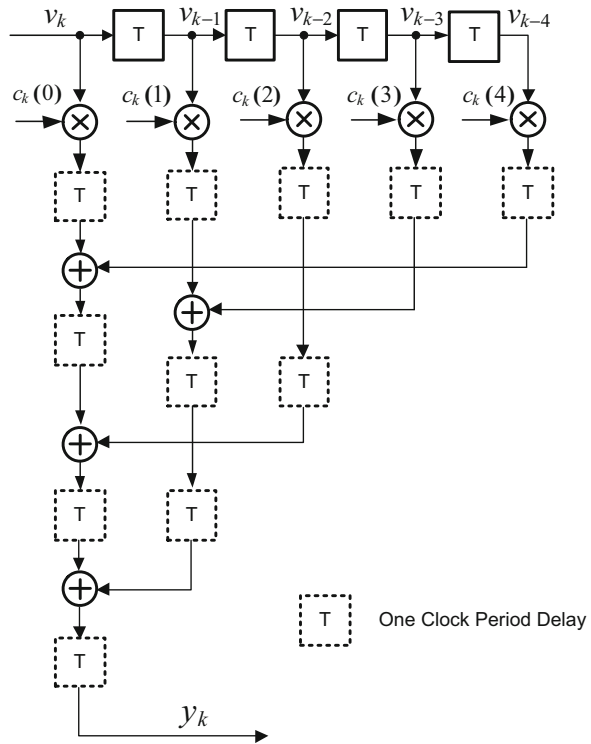 v_k T v_{k−1} T v_{k−2} T v_{k−3} T v_{k−4}
c_k (0) c_k (1) c_k (2) c_k (3) c_k (4)
T T T T T
T
T T
T T
T One Clock Period Delay
T
y_k